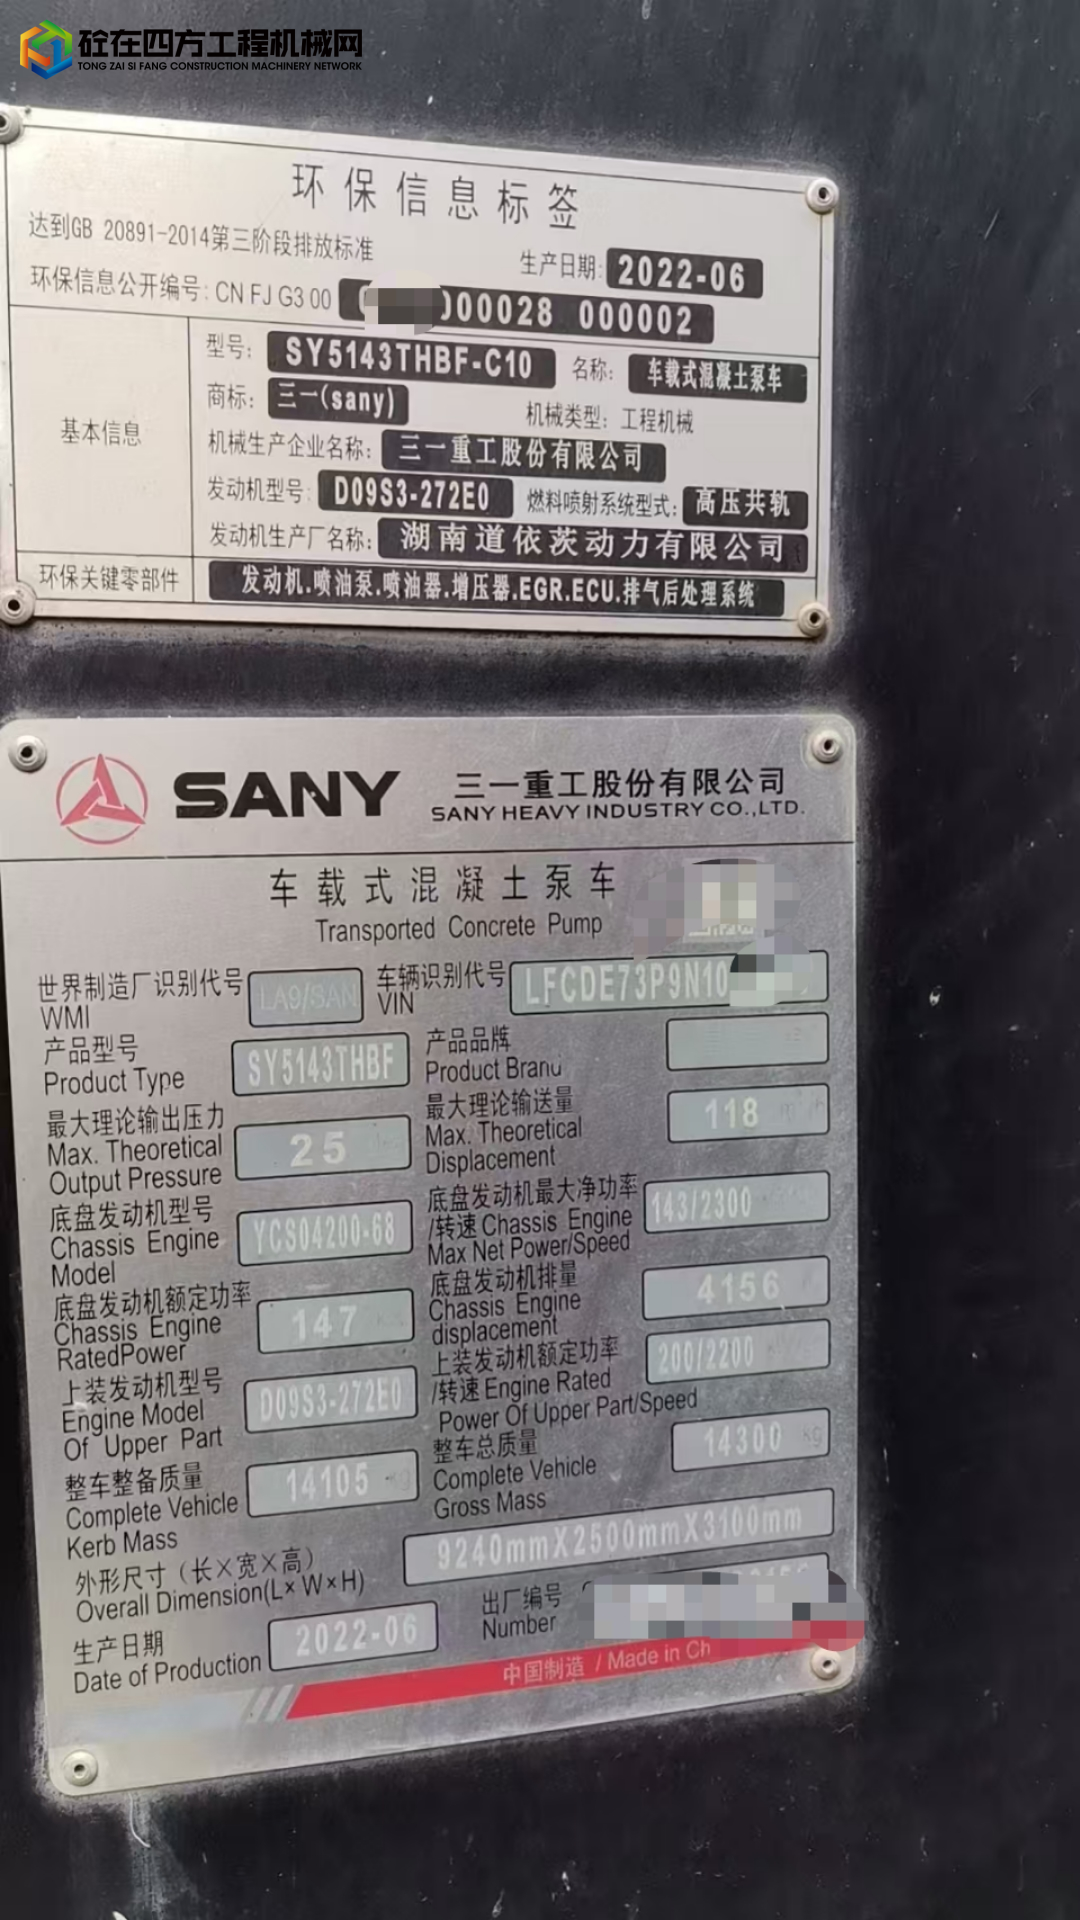 砼在四方工程机械网
TONG ZAI SI FANG CONSTRUCTION MACHINERY NETWORK
环保信息标签
达到GB 20891-2014第三阶段排放标准
生产日期: 2022-06
环保信息公开编号: CN FJ G3 00 000028 000002
基本信息
型号: SY5143THBF-C10 名称: 车载式混凝土泵车
商标: 三一(sany) 机械类型: 工程机械
机械生产企业名称: 三一重工股份有限公司
发动机型号: D09S3-272E0 燃料喷射系统型式: 高压共轨
发动机生产厂名称: 湖南道依茨动力有限公司
环保关键零部件 发动机.喷油泵.喷油器.增压器.EGR.ECU.排气后处理系统
SANY 三一重工股份有限公司
SANY HEAVY INDUSTRY CO.,LTD.
车载式混凝土泵车
Transported Concrete Pump
世界制造厂识别代号 LA9/SAN 车辆识别代号 LFCDE73P9N10
WMI VIN
产品型号 SY5143THBF 产品品牌
Product Type Product Brand
最大理论输出压力 25 最大理论输送量 118
Max. Theoretical Max. Theoretical
Output Pressure Displacement
底盘发动机型号 YCS04200-68 底盘发动机最大净功率 143/2300
Chassis Engine /转速 Chassis Engine
Model Max Net Power/Speed
底盘发动机额定功率 147 底盘发动机排量 4156
Chassis Engine Chassis Engine
RatedPower displacement
上装发动机型号 D09S3-272E0 上装发动机额定功率 200/2200
Engine Model /转速 Engine Rated
Of Upper Part Power Of Upper Part/Speed
整车整备质量 14105 kg 整车总质量 14300 kg
Complete Vehicle Complete Vehicle
Kerb Mass Gross Mass
外形尺寸（长×宽×高） 9240mmX2500mmX3100mm
Overall Dimension(L×W×H)
生产日期 2022-06 出厂编号
Date of Production Number
中国制造 / Made in Ch